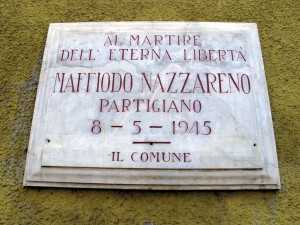 AL MARTIRE
DELL' ETERNA LIBERTÀ
MAFFIODO NAZZARENO
PARTIGIANO
8 - 5 - 1945
IL COMUNE